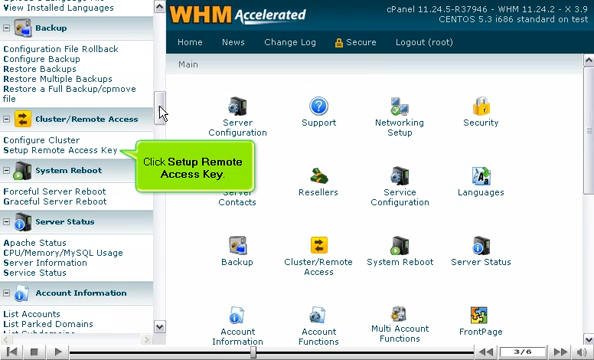 View Installed Languages
Backup
Configuration File Rollback
Configure Backup
Restore Backups
Restore Multiple Backups
Restore a Full Backup/cpmove
file
Cluster/Remote Access
Configure Cluster
Setup Remote Access Key
System Reboot
Forceful Server Reboot
Graceful Server Reboot
Server Status
Apache Status
CPU/Memory/MySQL Usage
Server Information
Service Status
Account Information
List Accounts
List Parked Domains
List Subdomains
Click Setup Remote
Access Key.
WHM Accelerated
cPanel 11.24.5-R37946 - WHM 11.24.2 - X 3.9
CENTOS 5.3 i686 standard on test
Home News Change Log Secure Logout (root)
Main
Server
Configuration
Support
Networking
Setup
Security
Server
Contacts
Resellers
Service
Configuration
Languages
Backup
Cluster/Remote
Access
System Reboot
Server Status
Account
Information
Account
Functions
Multi Account
Functions
FrontPage
3/6